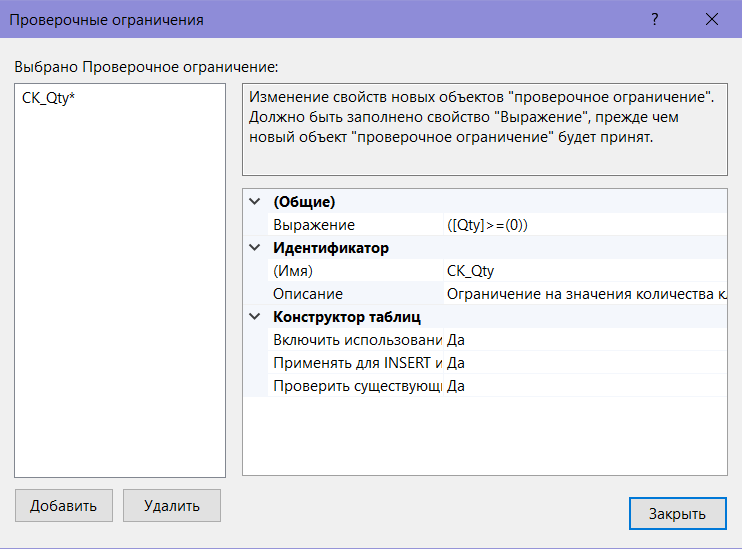 Проверочные ограничения
?
Выбрано Проверочное ограничение:
CK_Qty*
Изменение свойств новых объектов "проверочное ограничение".
Должно быть заполнено свойство "Выражение", прежде чем
новый объект "проверочное ограничение" будет принят.
(Общие)
Выражение ([Qty]>=(0))
Идентификатор
(Имя) CK_Qty
Описание Ограничение на значения количества кл
Конструктор таблиц
Включить использовани Да
Применять для INSERT и Да
Проверить существующ Да
Добавить Удалить
Закрыть